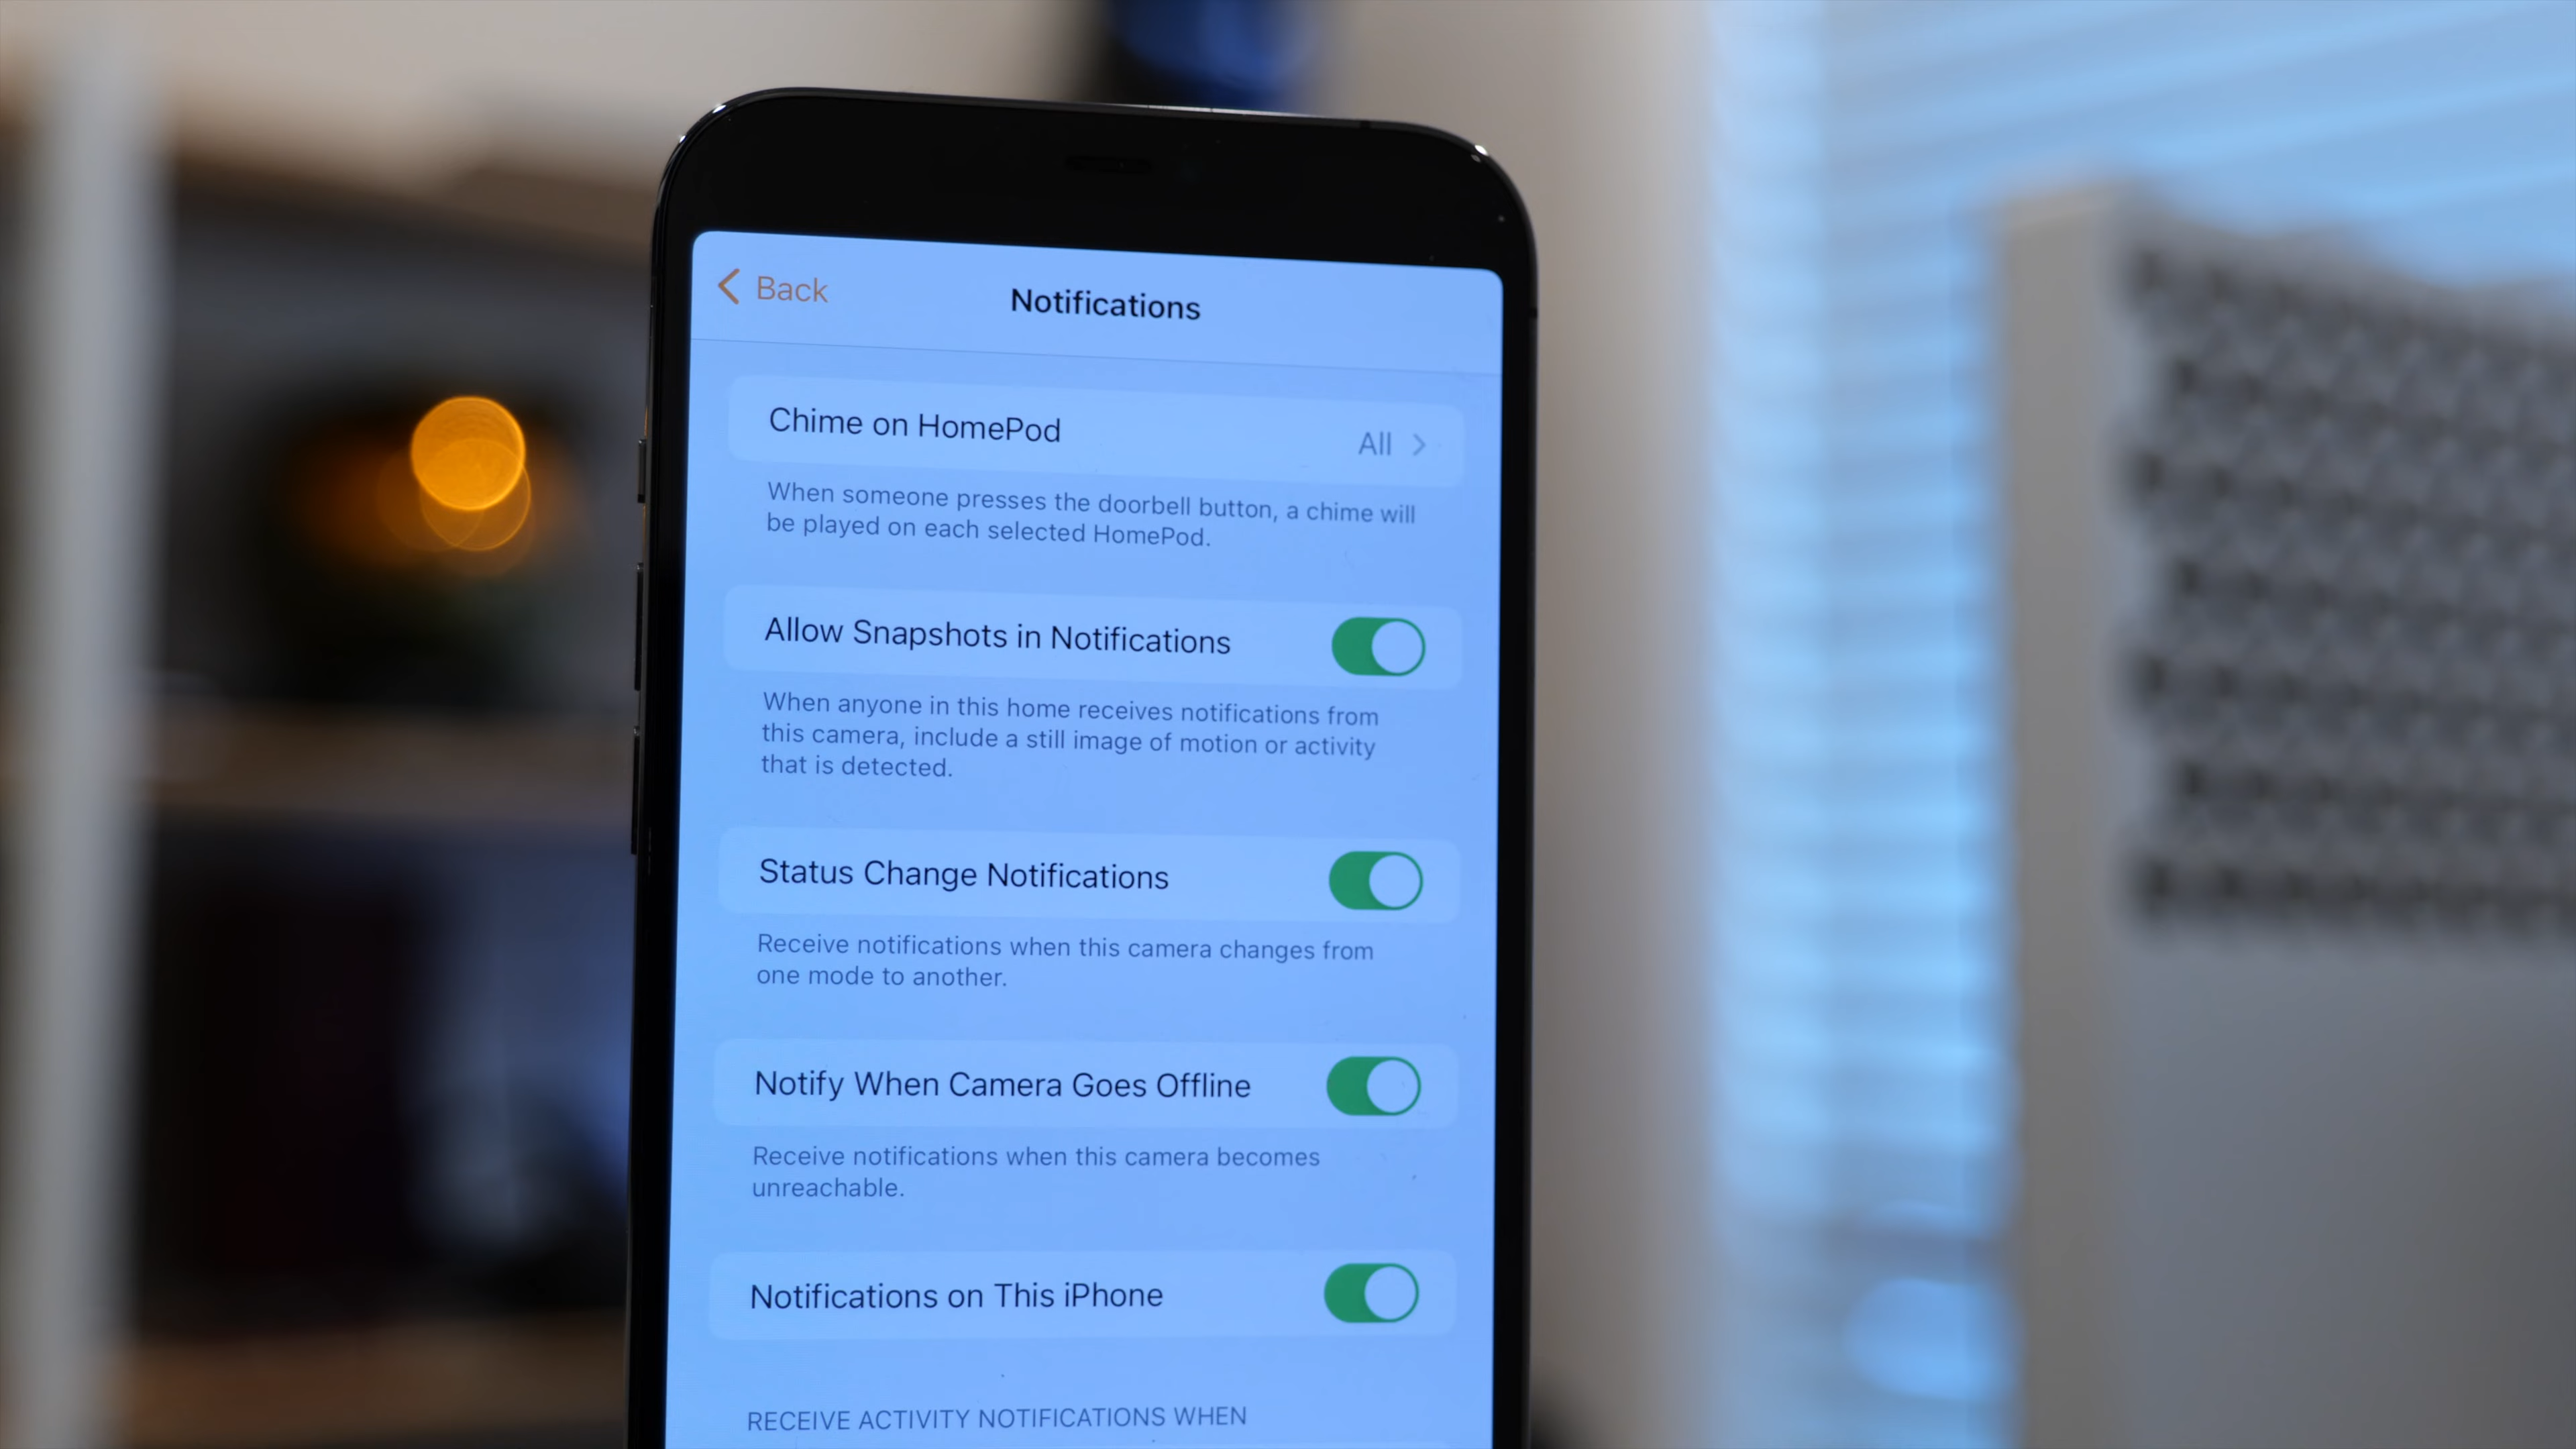 Back
Notifications
Chime on HomePod
All
When someone presses the doorbell button, a chime will
be played on each selected HomePod.
Allow Snapshots in Notifications
When anyone in this home receives notifications from
this camera, include a still image of motion or activity
that is detected.
Status Change Notifications
Receive notifications when this camera changes from
one mode to another.
Notify When Camera Goes Offline
Receive notifications when this camera becomes
unreachable.
Notifications on This iPhone
RECEIVE ACTIVITY NOTIFICATIONS WHEN